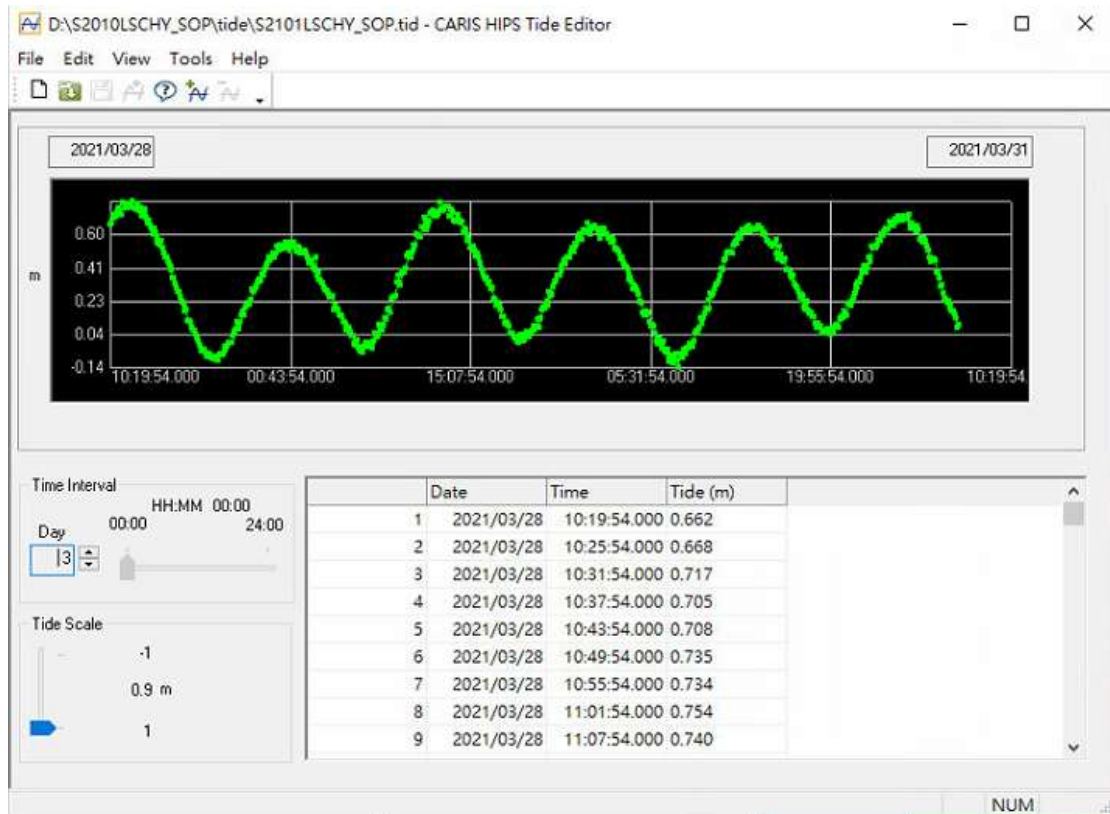 D:\S2010LSCHY_SOP\tide\S2101LSCHY_SOP.tid - CARIS HIPS Tide Editor
File Edit View Tools Help
2021/03/28 2021/03/31
0.60
m 0.41
0.23
0.04
-0.14
10:19:54.000 00:43:54.000 15:07:54.000 05:31:54.000 19:55:54.000 10:19:54.
Time Interval
HH:MM 00:00
Day 00:00 24:00
3
Tide Scale
-1
0.9 m
1
Date Time Tide (m)
1 2021/03/28 10:19:54.000 0.662
2 2021/03/28 10:25:54.000 0.668
3 2021/03/28 10:31:54.000 0.717
4 2021/03/28 10:37:54.000 0.705
5 2021/03/28 10:43:54.000 0.708
6 2021/03/28 10:49:54.000 0.735
7 2021/03/28 10:55:54.000 0.734
8 2021/03/28 11:01:54.000 0.754
9 2021/03/28 11:07:54.000 0.740
NUM